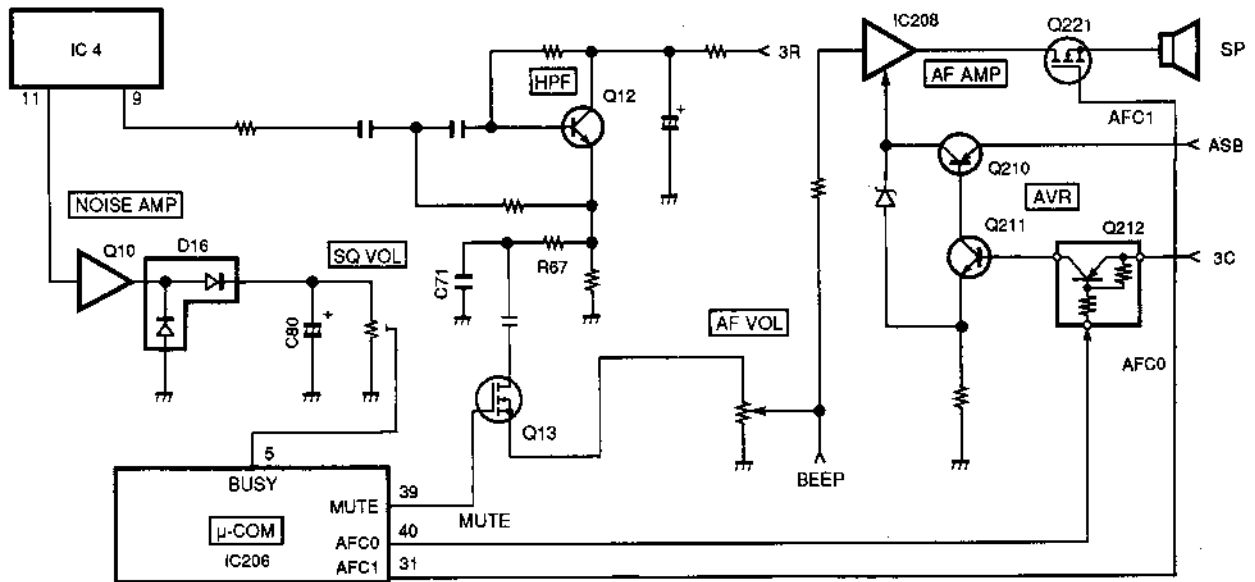 IC208
Q221
IC 4
3R
SP
HPF
AF AMP
11
9
Q12
AFC1
ASB
Q210
NOISE AMP
AVR
Q10
D16
SQ VOL
Q211
Q212
R67
3C
C71
+
+
C80
AF VOL
AFC0
Q13
5
BEEP
BUSY
39
MUTE
MUTE
μ-COM
40
AFC0
IC206
31
AFC1